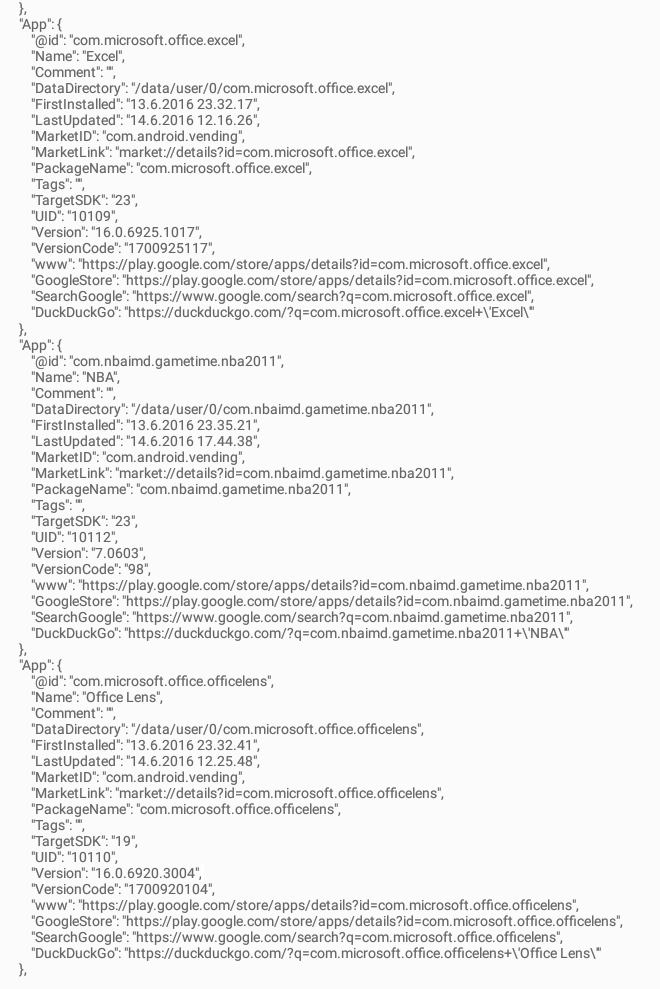 },
"App": {
"@id": "com.microsoft.office.excel",
"Name": "Excel",
"Comment": "",
"DataDirectory": "/data/user/0/com.microsoft.office.excel",
"FirstInstalled": "13.6.2016 23.32.17",
"LastUpdated": "14.6.2016 12.16.26",
"MarketID": "com.android.vending",
"MarketLink": "market://details?id=com.microsoft.office.excel",
"PackageName": "com.microsoft.office.excel",
"Tags": "",
"TargetSDK": "23",
"UID": "10109",
"Version": "16.0.6925.1017",
"VersionCode": "1700925117",
"www": "https://play.google.com/store/apps/details?id=com.microsoft.office.excel",
"GoogleStore": "https://play.google.com/store/apps/details?id=com.microsoft.office.excel",
"SearchGoogle": "https://www.google.com/search?q=com.microsoft.office.excel",
"DuckDuckGo": "https://duckduckgo.com/?q=com.microsoft.office.excel+\'Excel\'"
},
"App": {
"@id": "com.nbaimd.gametime.nba2011",
"Name": "NBA",
"Comment": "",
"DataDirectory": "/data/user/0/com.nbaimd.gametime.nba2011",
"FirstInstalled": "13.6.2016 23.35.21",
"LastUpdated": "14.6.2016 17.44.38",
"MarketID": "com.android.vending",
"MarketLink": "market://details?id=com.nbaimd.gametime.nba2011",
"PackageName": "com.nbaimd.gametime.nba2011",
"Tags": "",
"TargetSDK": "23",
"UID": "10112",
"Version": "7.0603",
"VersionCode": "98",
"www": "https://play.google.com/store/apps/details?id=com.nbaimd.gametime.nba2011",
"GoogleStore": "https://play.google.com/store/apps/details?id=com.nbaimd.gametime.nba2011",
"SearchGoogle": "https://www.google.com/search?q=com.nbaimd.gametime.nba2011",
"DuckDuckGo": "https://duckduckgo.com/?q=com.nbaimd.gametime.nba2011+\'NBA\'"
},
"App": {
"@id": "com.microsoft.office.officelens",
"Name": "Office Lens",
"Comment": "",
"DataDirectory": "/data/user/0/com.microsoft.office.officelens",
"FirstInstalled": "13.6.2016 23.32.41",
"LastUpdated": "14.6.2016 12.25.48",
"MarketID": "com.android.vending",
"MarketLink": "market://details?id=com.microsoft.office.officelens",
"PackageName": "com.microsoft.office.officelens",
"Tags": "",
"TargetSDK": "19",
"UID": "10110",
"Version": "16.0.6920.3004",
"VersionCode": "1700920104",
"www": "https://play.google.com/store/apps/details?id=com.microsoft.office.officelens",
"GoogleStore": "https://play.google.com/store/apps/details?id=com.microsoft.office.officelens",
"SearchGoogle": "https://www.google.com/search?q=com.microsoft.office.officelens",
"DuckDuckGo": "https://duckduckgo.com/?q=com.microsoft.office.officelens+\'Office Lens\'"
},